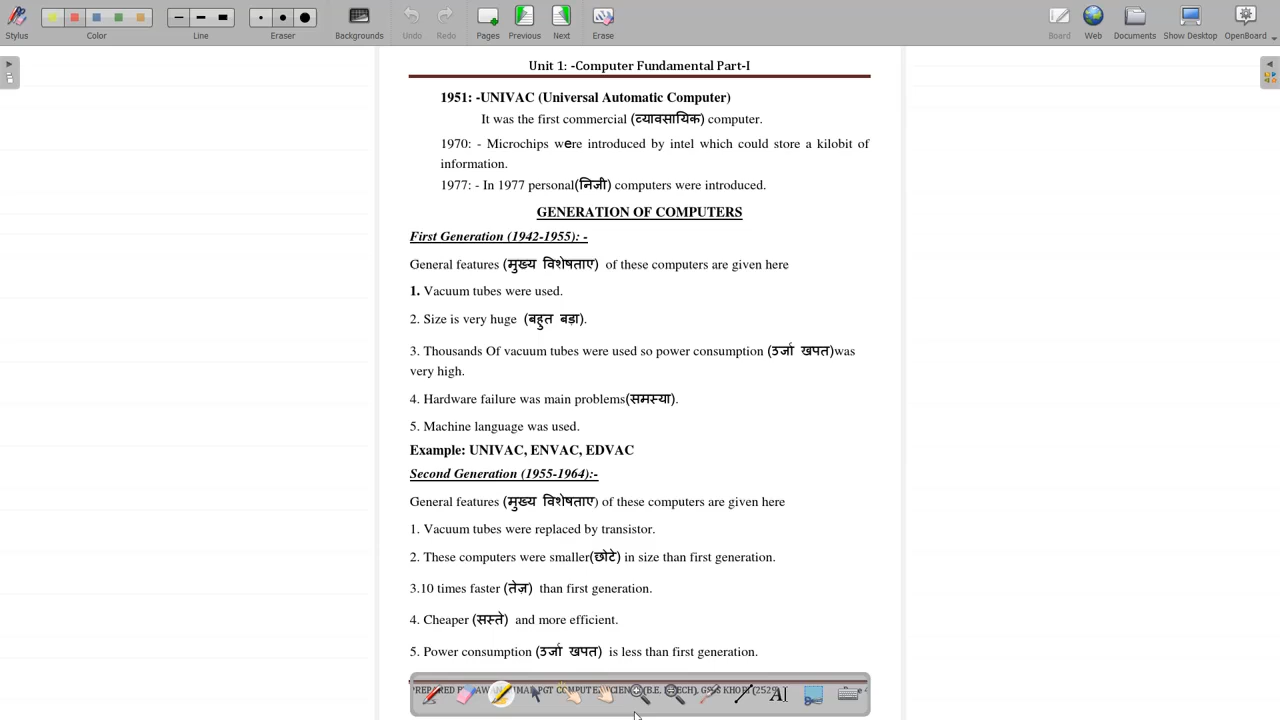 Stylus Color Line Eraser Backgrounds Undo Redo Pages Previous Next Erase Board Web Documents Show Desktop OpenBoard
Unit 1: -Computer Fundamental Part-I
1951: -UNIVAC (Universal Automatic Computer)
It was the first commercial (व्यावसायिक) computer.
1970: - Microchips were introduced by intel which could store a kilobit of
information.
1977: - In 1977 personal(निजी) computers were introduced.
GENERATION OF COMPUTERS
First Generation (1942-1955): -
General features (मुख्य विशेषताए) of these computers are given here
1. Vacuum tubes were used.
2. Size is very huge (बहुत बड़ा).
3. Thousands Of vacuum tubes were used so power consumption (उर्जा खपत)was
very high.
4. Hardware failure was main problems(समस्या).
5. Machine language was used.
Example: UNIVAC, ENVAC, EDVAC
Second Generation (1955-1964):-
General features (मुख्य विशेषताए) of these computers are given here
1. Vacuum tubes were replaced by transistor.
2. These computers were smaller(छोटे) in size than first generation.
3.10 times faster (तेज़) than first generation.
4. Cheaper (सस्ते) and more efficient.
5. Power consumption (उर्जा खपत) is less than first generation.